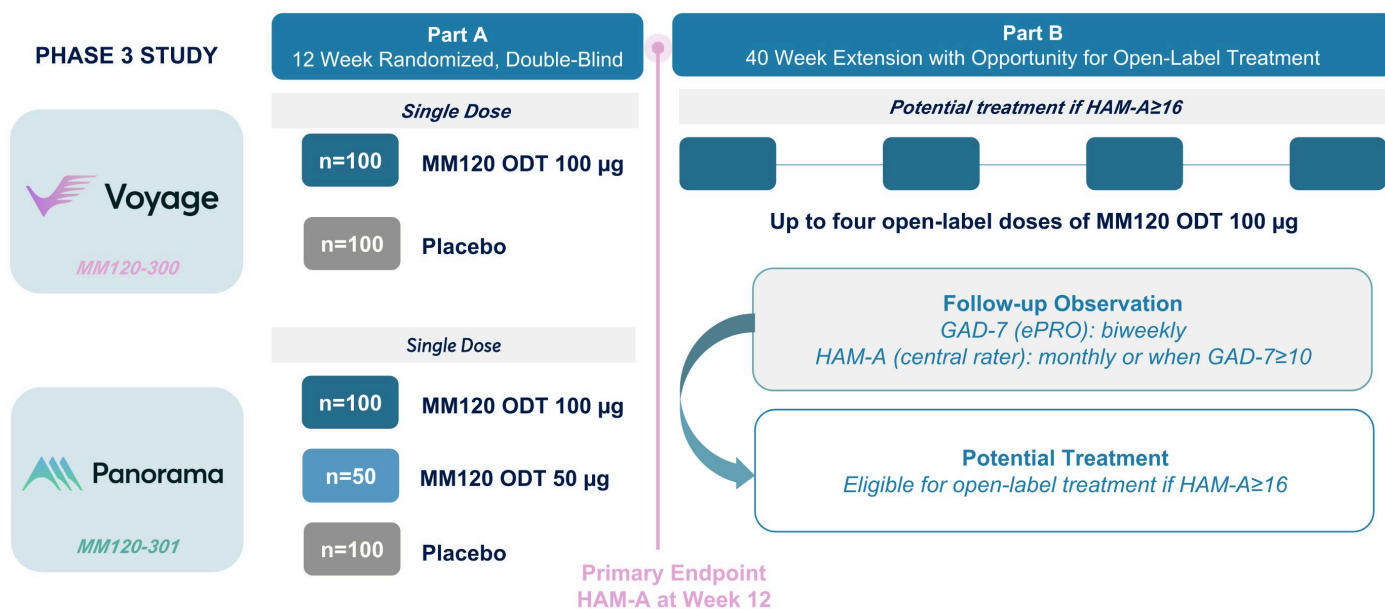 PHASE 3 STUDY
Part A
12 Week Randomized, Double-Blind
Part B
40 Week Extension with Opportunity for Open-Label Treatment
Voyage
MM120-300
Single Dose
n=100
MM120 ODT 100 µg
n=100
Placebo
Potential treatment if HAM-A≥16
Up to four open-label doses of MM120 ODT 100 µg
Panorama
MM120-301
Single Dose
n=100
MM120 ODT 100 µg
n=50
MM120 ODT 50 µg
n=100
Placebo
Follow-up Observation
GAD-7 (ePRO): biweekly
HAM-A (central rater): monthly or when GAD-7≥10
Potential Treatment
Eligible for open-label treatment if HAM-A≥16
Primary Endpoint
HAM-A at Week 12